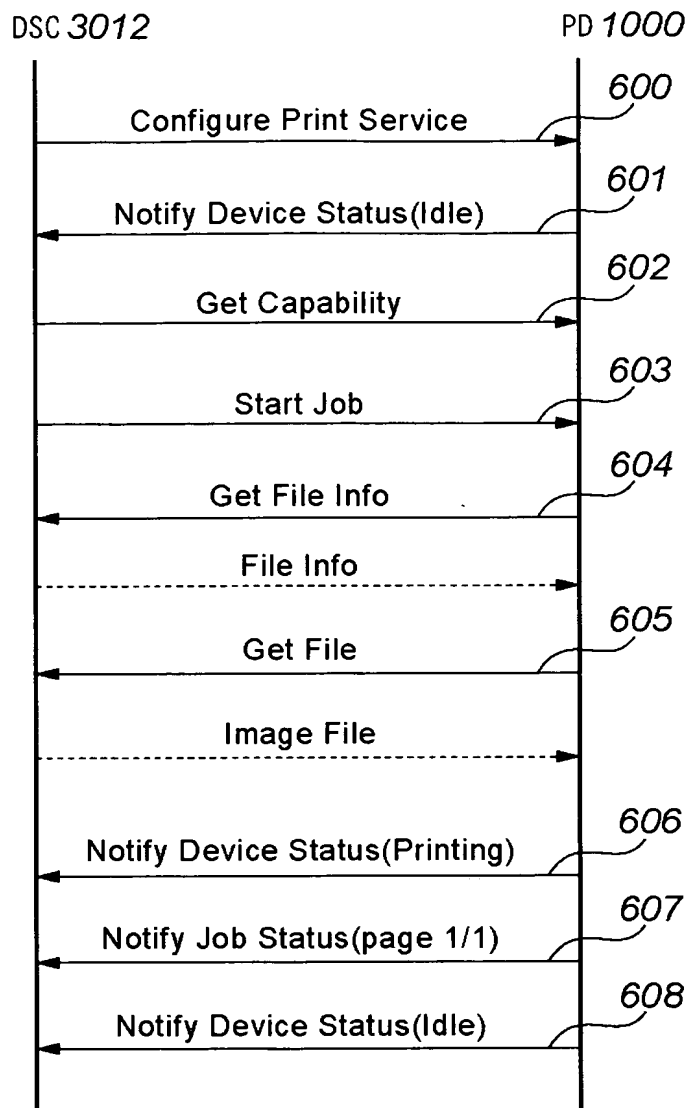 DSC 3012
PD 1000
600
Configure Print Service
601
Notify Device Status(Idle)
602
Get Capability
603
Start Job
604
Get File Info
File Info
605
Get File
Image File
606
Notify Device Status(Printing)
607
Notify Job Status(page 1/1)
608
Notify Device Status(Idle)